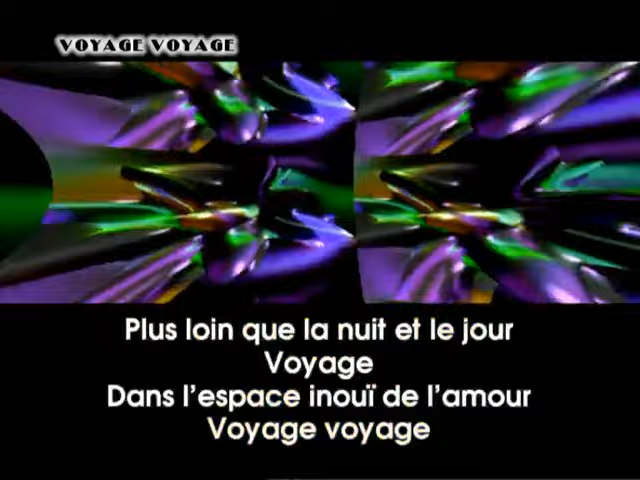 VOYAGE VOYAGE
Plus loin que la nuit et le jour
Voyage
Dans l'espace inouï de l'amour
Voyage voyage